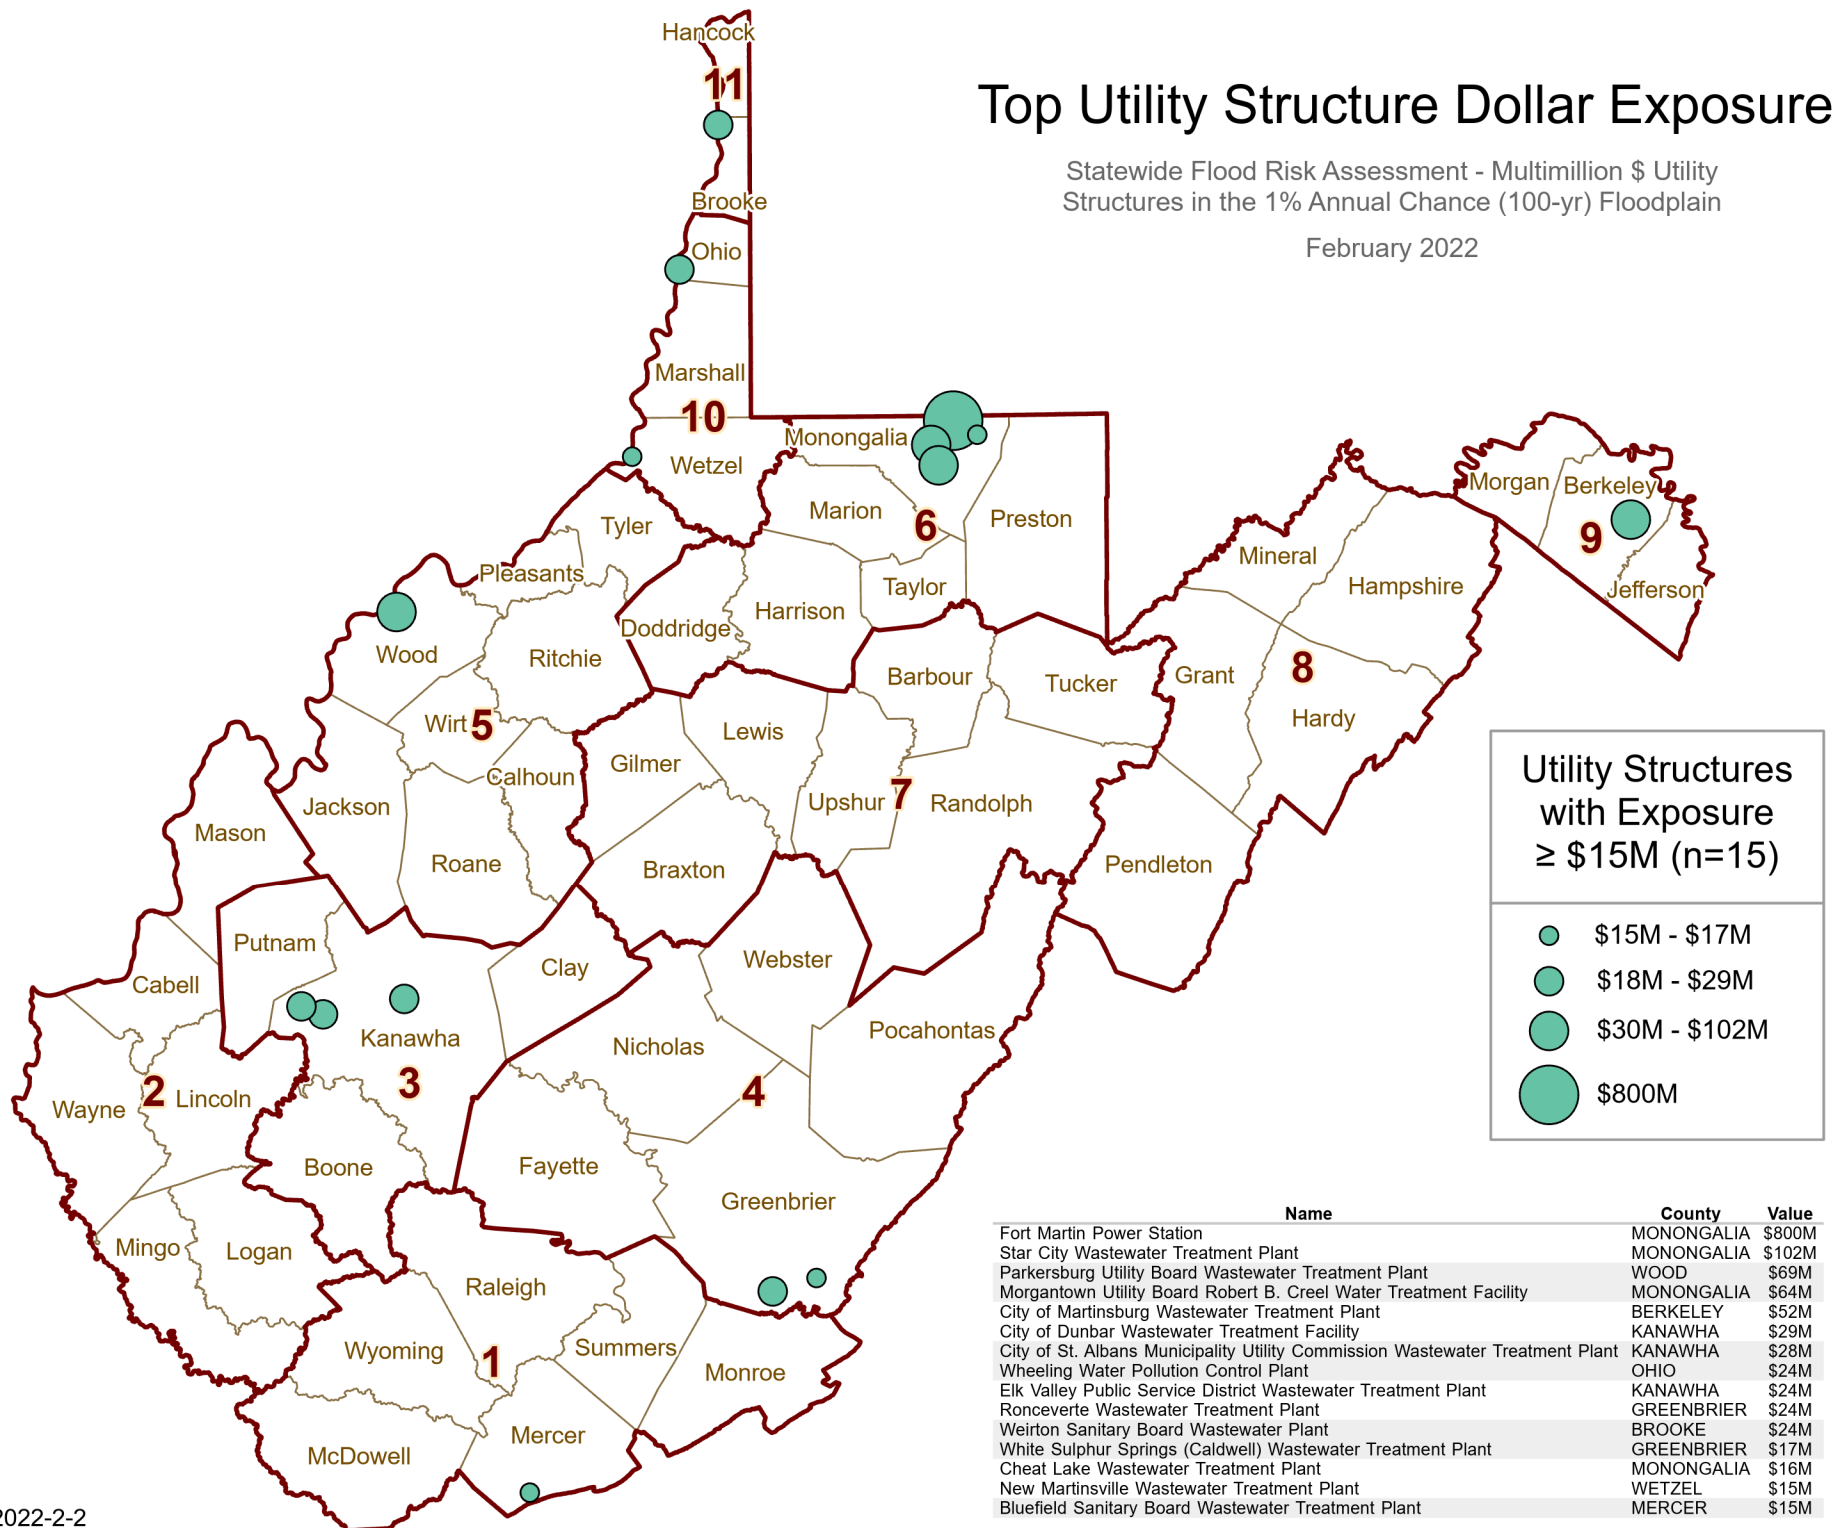 Top Utility Structure Dollar Exposure
Statewide Flood Risk Assessment - Multimillion $ Utility
Structures in the 1% Annual Chance (100-yr) Floodplain
February 2022
Hancock
11
Brooke
Ohio
Marshall
10
Wetzel
Monongalia
Marion
6
Preston
Tyler
Pleasants
Taylor
Harrison
Doddridge
Wood
Ritchie
Wirt
5
Calhoun
Jackson
Roane
Mason
Morgan
Berkeley
9
Jefferson
Mineral
Hampshire
Grant
8
Hardy
Pendleton
Barbour
Tucker
Lewis
Gilmer
Upshur
7
Randolph
Braxton
Webster
Pocahontas
Nicholas
4
Fayette
Greenbrier
Putnam
Clay
Kanawha
3
Boone
Cabell
2
Wayne
Lincoln
Mingo
Logan
Raleigh
Wyoming
1
Summers
Monroe
Mercer
McDowell
Utility Structures
with Exposure
≥ $15M (n=15)
$15M - $17M
$18M - $29M
$30M - $102M
$800M
Name County Value
Fort Martin Power Station MONONGALIA $800M
Star City Wastewater Treatment Plant MONONGALIA $102M
Parkersburg Utility Board Wastewater Treatment Plant WOOD $69M
Morgantown Utility Board Robert B. Creel Water Treatment Facility MONONGALIA $64M
City of Martinsburg Wastewater Treatment Plant BERKELEY $52M
City of Dunbar Wastewater Treatment Facility KANAWHA $29M
City of St. Albans Municipality Utility Commission Wastewater Treatment Plant KANAWHA $28M
Wheeling Water Pollution Control Plant OHIO $24M
Elk Valley Public Service District Wastewater Treatment Plant KANAWHA $24M
Ronceverte Wastewater Treatment Plant GREENBRIER $24M
Weirton Sanitary Board Wastewater Plant BROOKE $24M
White Sulphur Springs (Caldwell) Wastewater Treatment Plant GREENBRIER $17M
Cheat Lake Wastewater Treatment Plant MONONGALIA $16M
New Martinsville Wastewater Treatment Plant WETZEL $15M
Bluefield Sanitary Board Wastewater Treatment Plant MERCER $15M
2022-2-2